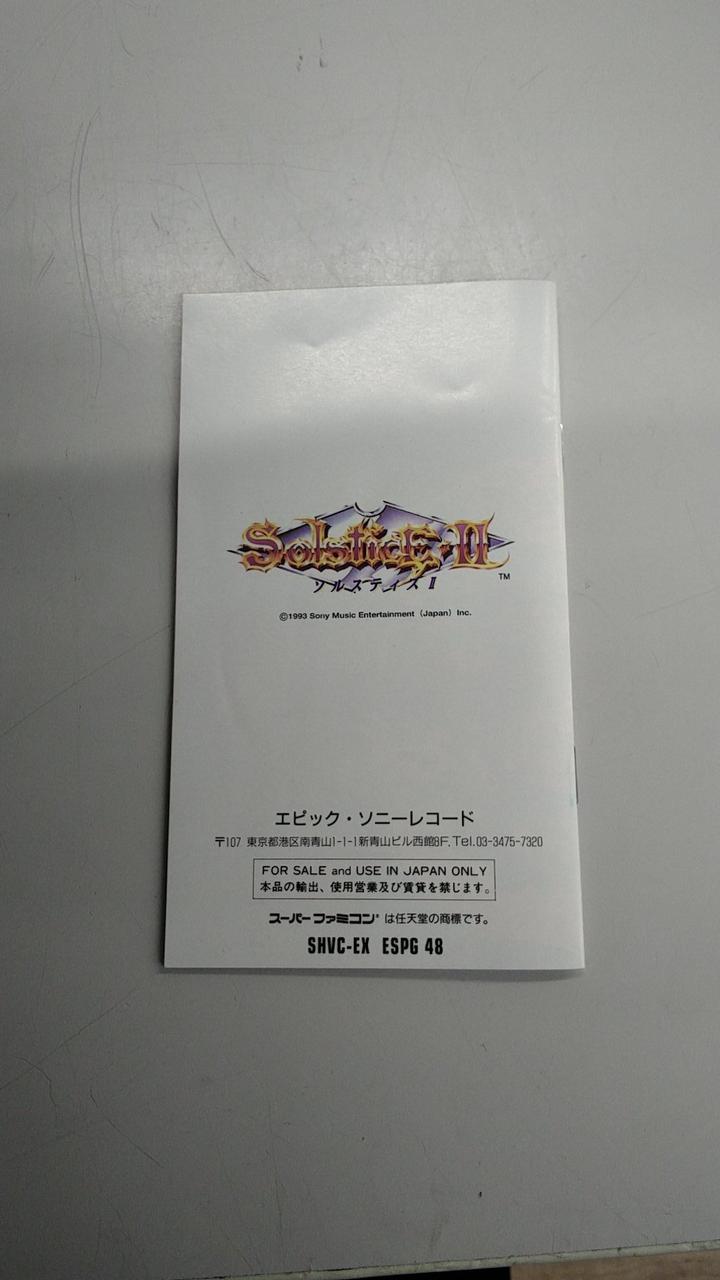 SolsticE・II
ソルスティスⅡ
TM
©1993 Sony Music Entertainment (Japan) Inc.
エピック・ソニーレコード
〒107 東京都港区南青山1-1-1新青山ビル西館8F. Tel.03-3475-7320
FOR SALE and USE IN JAPAN ONLY
本品の輸出、使用営業及び賃貸を禁じます。
スーパーファミコン®は任天堂の商標です。
SHVC-EX ESPG 48